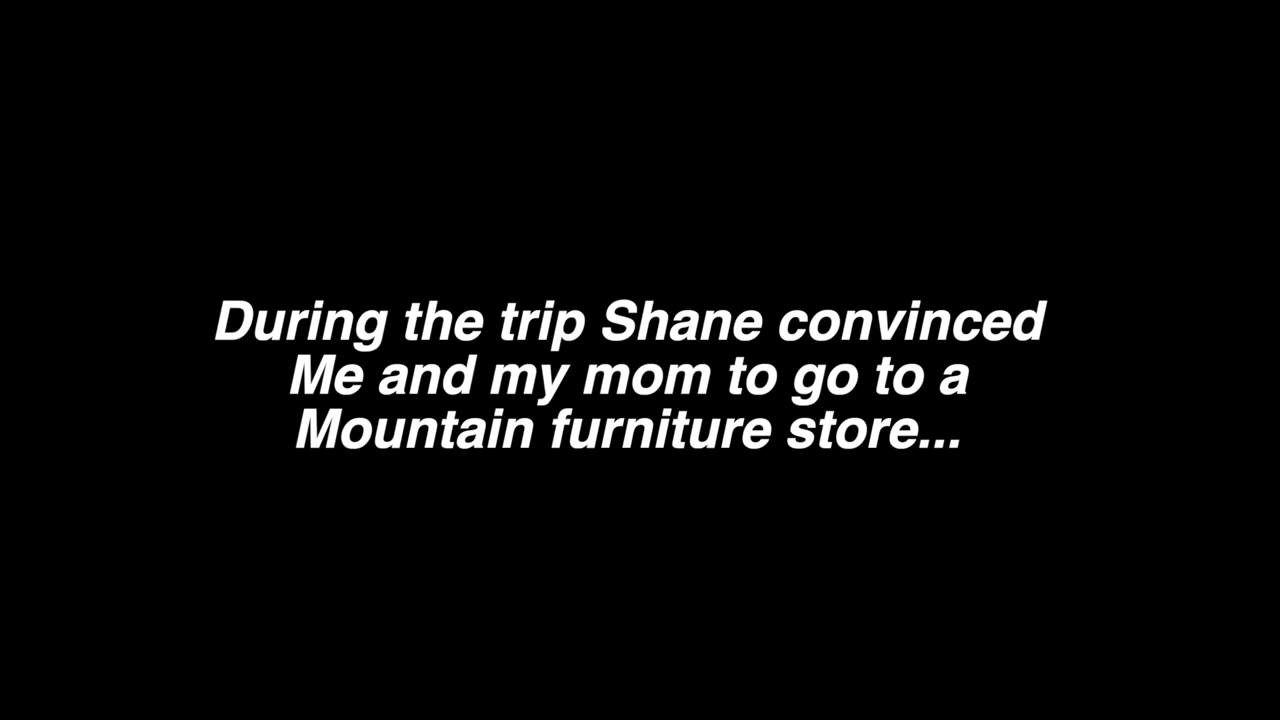 During the trip Shane convinced
Me and my mom to go to a
Mountain furniture store...